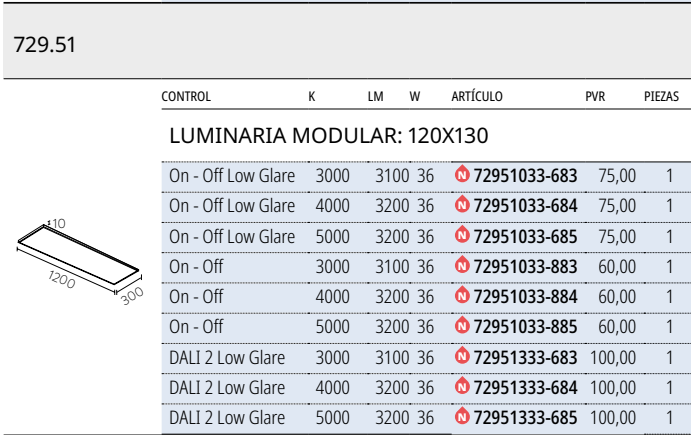 729.51
CONTROL K LM W ARTÍCULO PVR PIEZAS
LUMINARIA MODULAR: 120X130
On - Off Low Glare 3000 3100 36 N 72951033-683 75,00 1
On - Off Low Glare 4000 3200 36 N 72951033-684 75,00 1
On - Off Low Glare 5000 3200 36 N 72951033-685 75,00 1
On - Off 3000 3100 36 N 72951033-883 60,00 1
On - Off 4000 3200 36 N 72951033-884 60,00 1
On - Off 5000 3200 36 N 72951033-885 60,00 1
DALI 2 Low Glare 3000 3100 36 N 72951333-683 100,00 1
DALI 2 Low Glare 4000 3200 36 N 72951333-684 100,00 1
DALI 2 Low Glare 5000 3200 36 N 72951333-685 100,00 1
10
1200
300